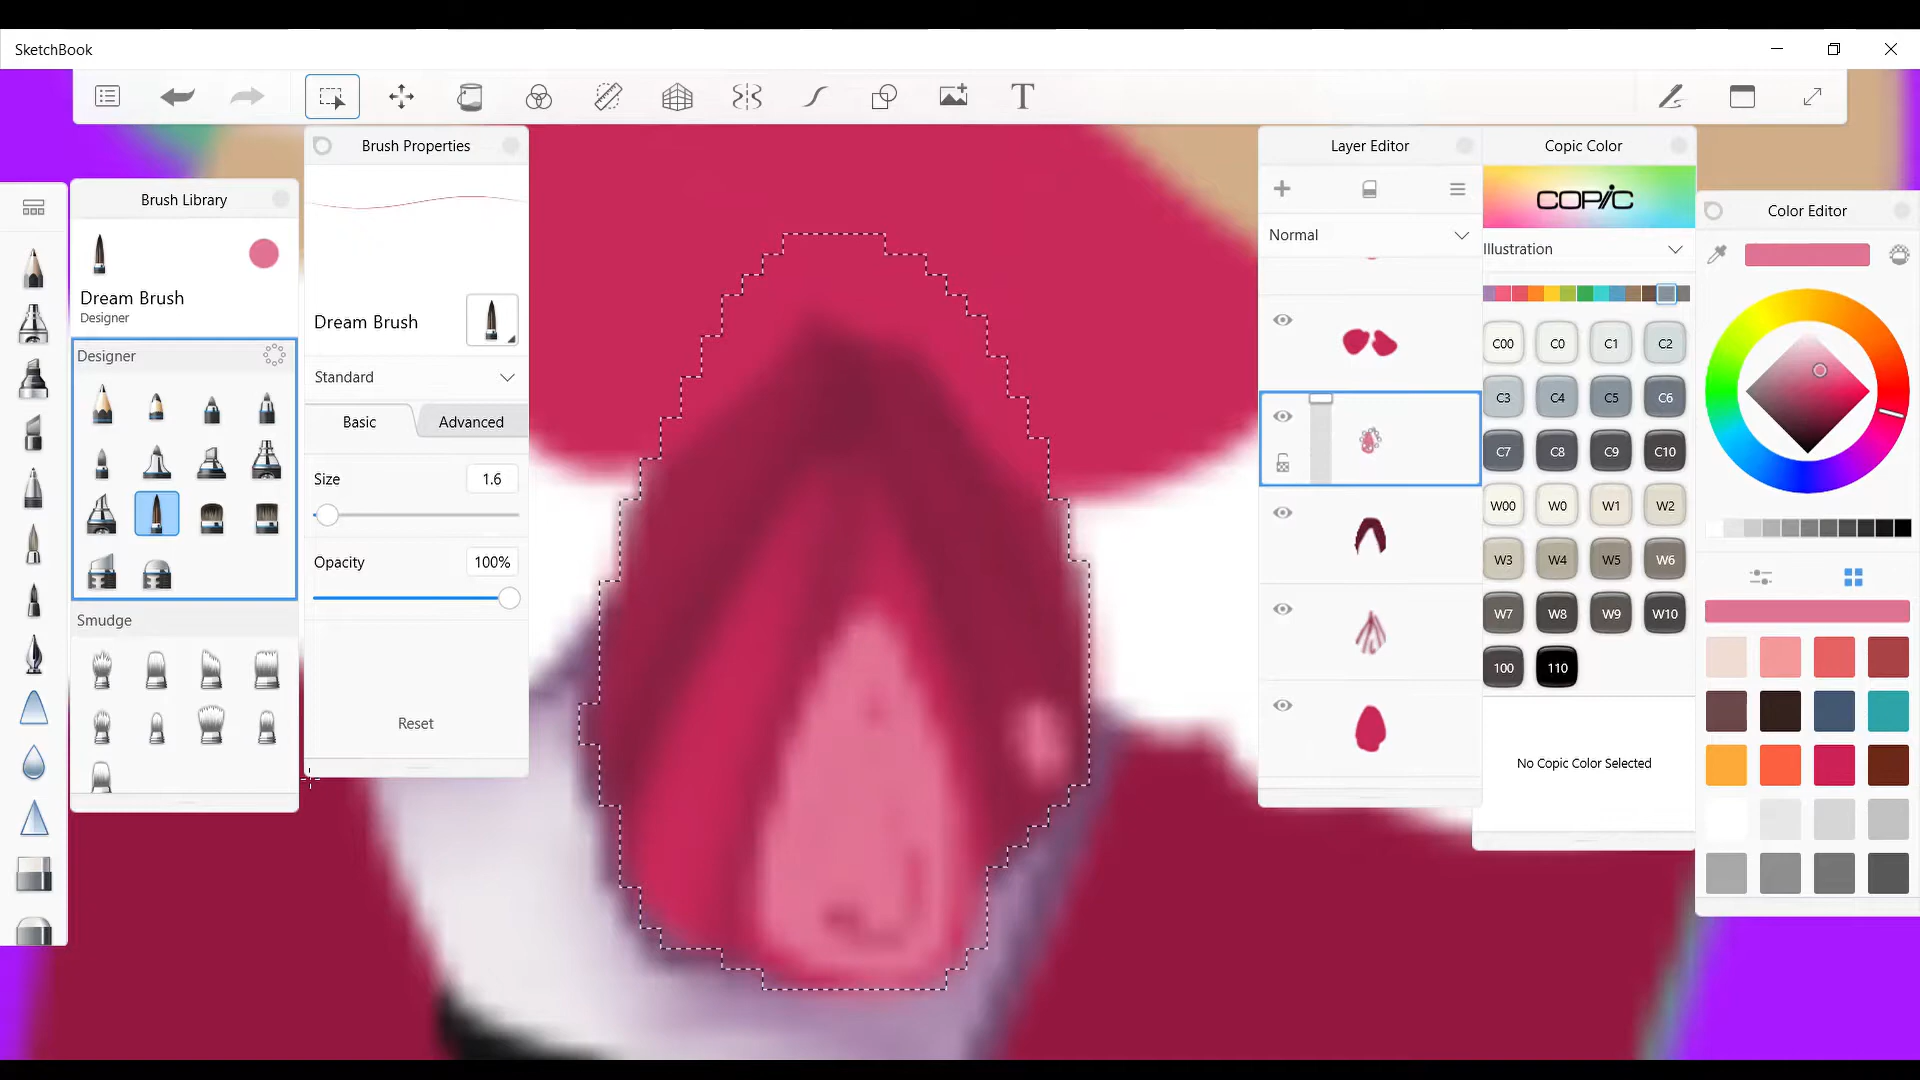 SketchBook
T
Brush Library
Dream Brush
Designer
Designer
Smudge
Brush Properties
Dream Brush
Standard
Basic
Advanced
Size
1.6
Opacity
100%
Reset
Layer Editor
Normal
Copic Color
COPIC
Illustration
C00
C0
C1
C2
C3
C4
C5
C6
C7
C8
C9
C10
W00
W0
W1
W2
W3
W4
W5
W6
W7
W8
W9
W10
100
110
No Copic Color Selected
Color Editor